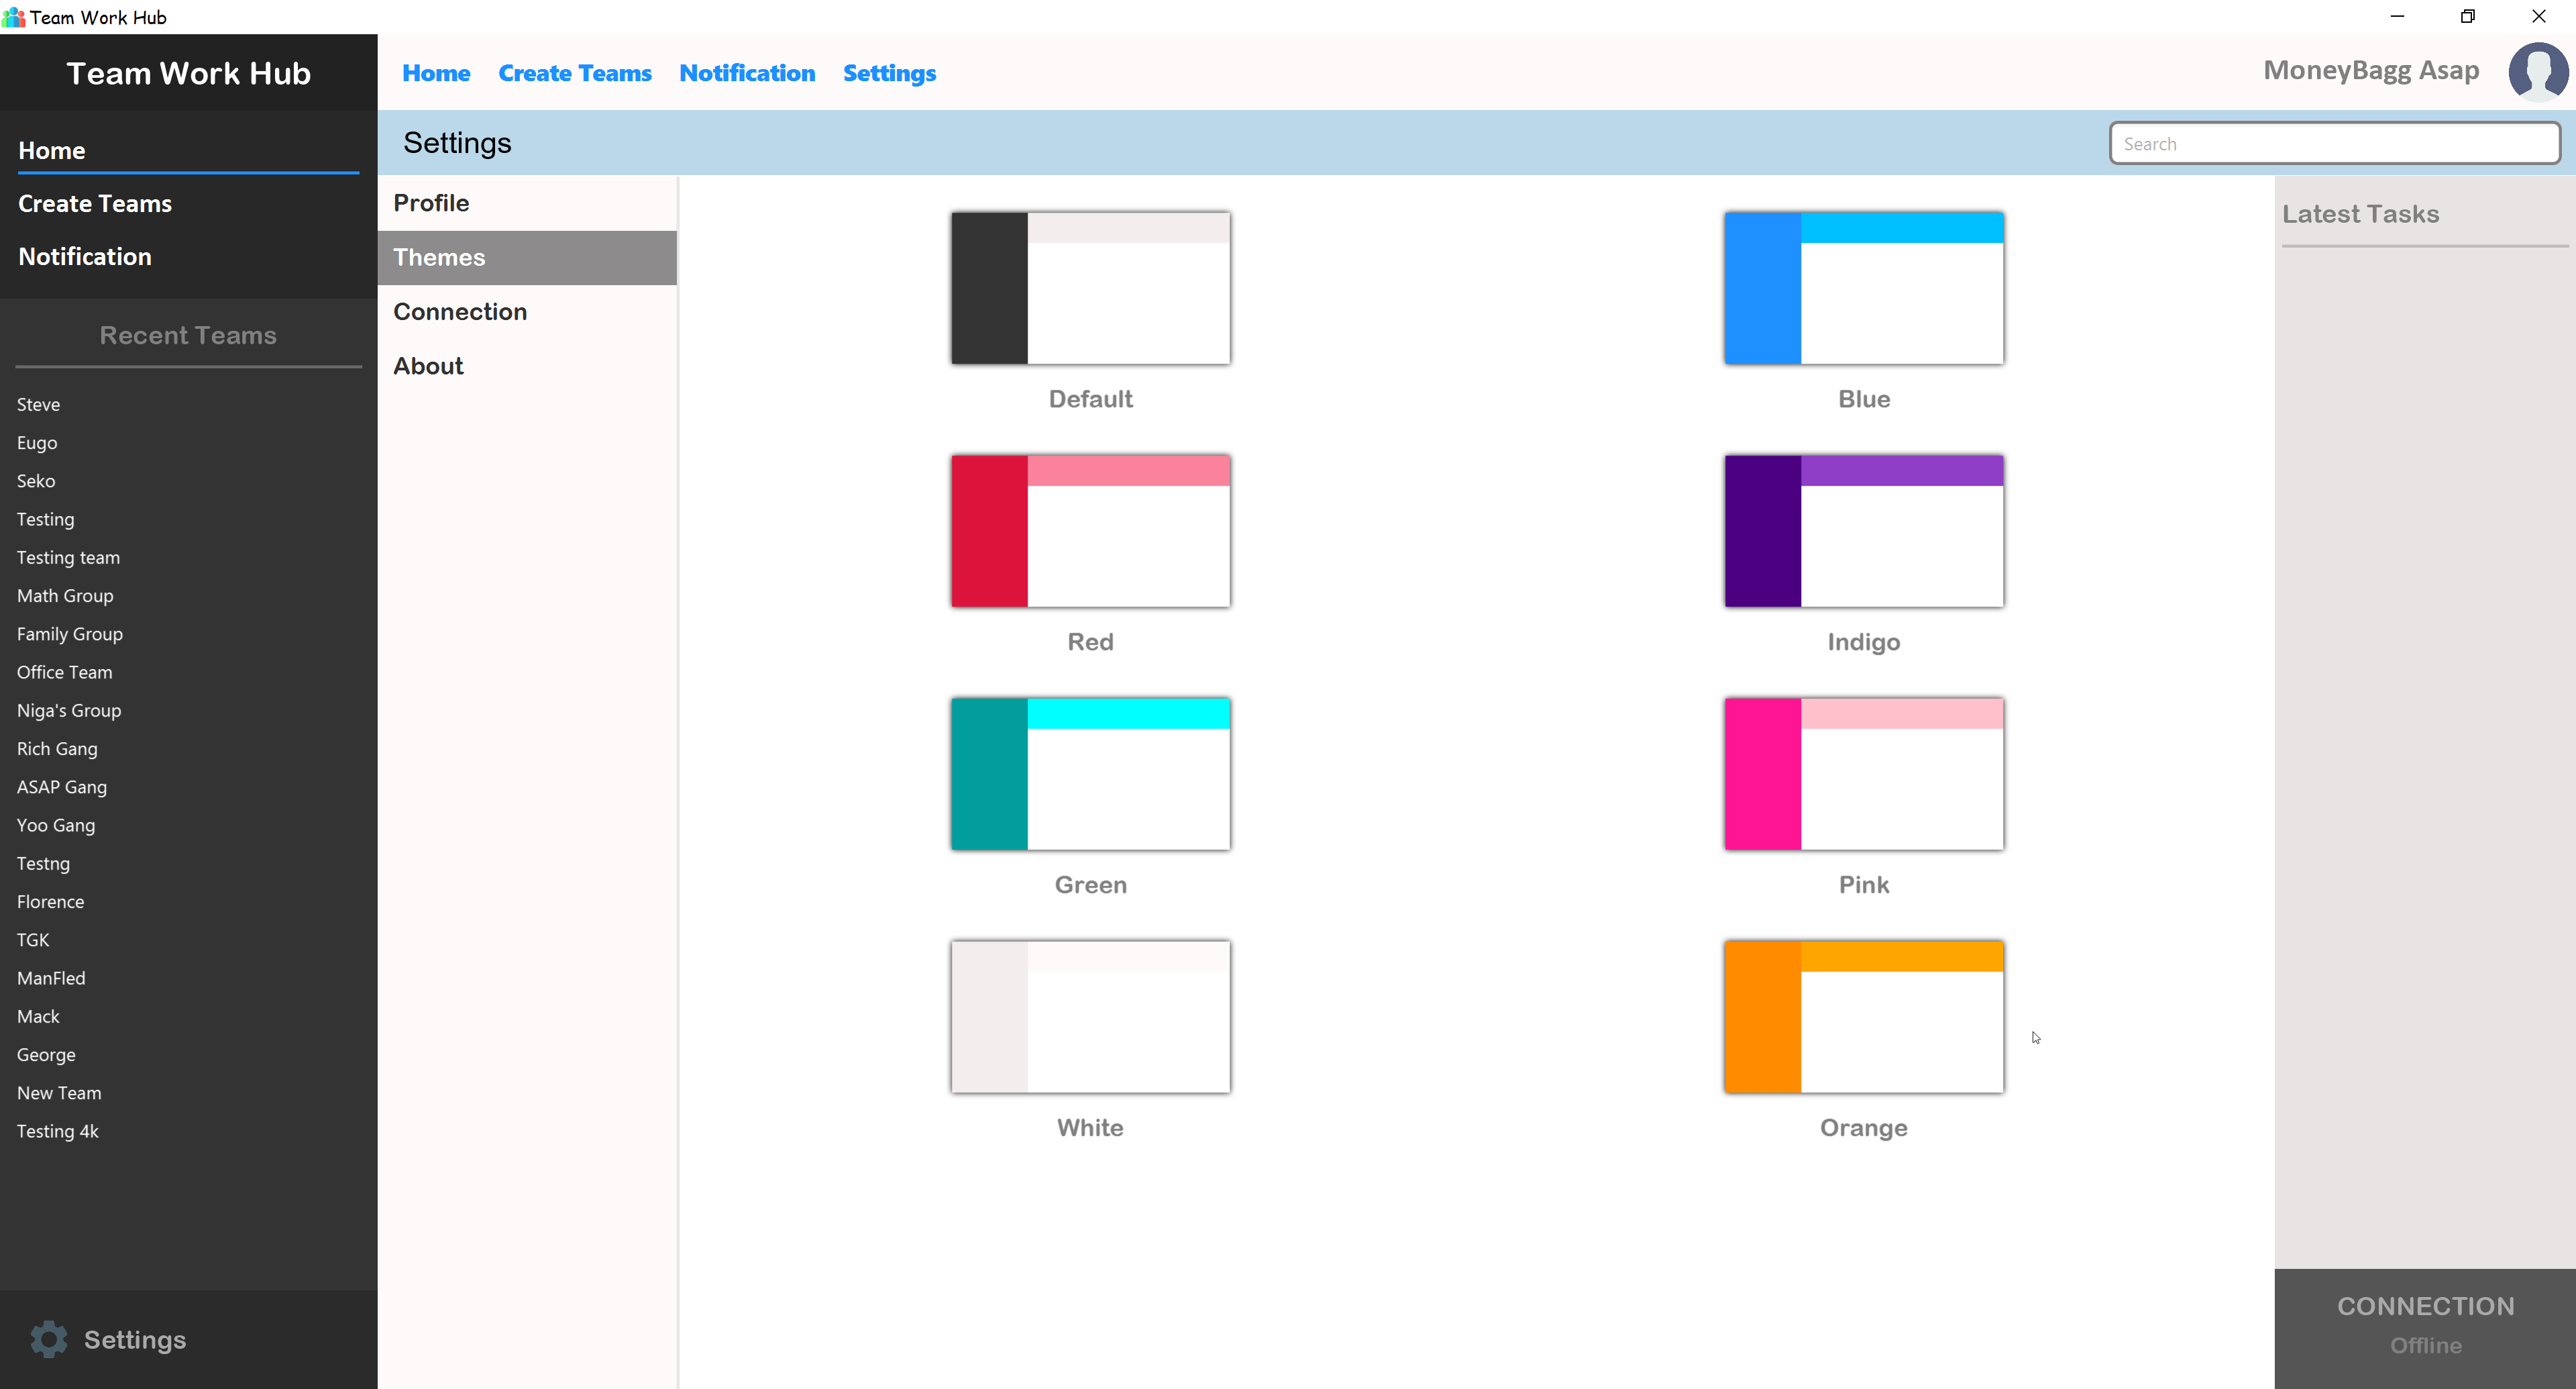 Team Work Hub
Team Work Hub
Home
Create Teams
Notification
Recent Teams
Steve
Eugo
Seko
Testing
Testing team
Math Group
Family Group
Office Team
Niga's Group
Rich Gang
ASAP Gang
Yoo Gang
Testng
Florence
TGK
ManFled
Mack
George
New Team
Testing 4k
Settings
Home Create Teams Notification Settings
MoneyBagg Asap
Settings
Search
Profile
Themes
Connection
About
Default
Blue
Red
Indigo
Green
Pink
White
Orange
Latest Tasks
CONNECTION
Offline